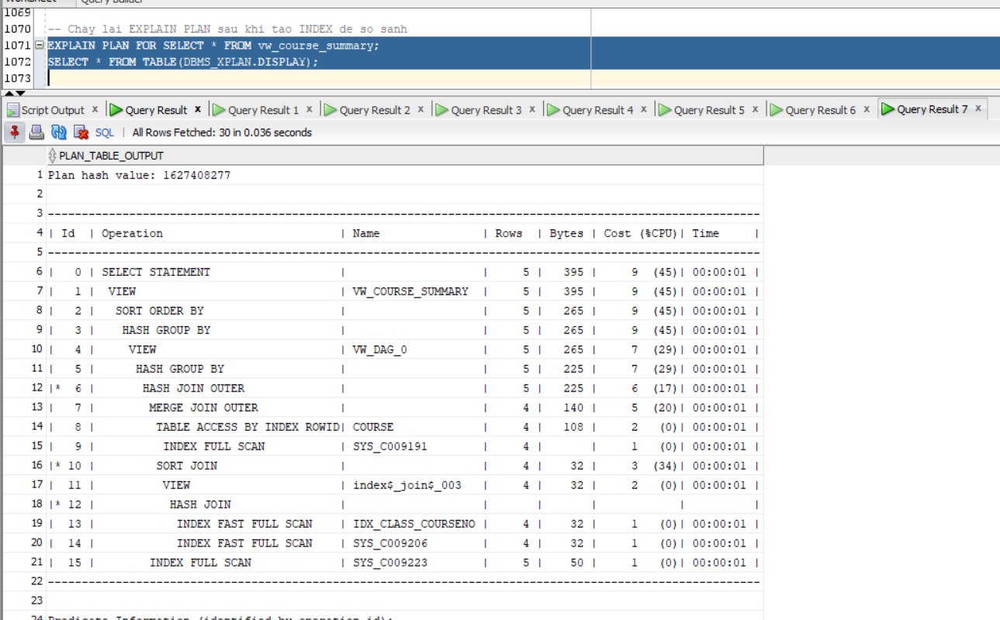 Worksheet Query Builder
1069
1070 -- Chay lai EXPLAIN PLAN sau khi tao INDEX de so sanh
1071 EXPLAIN PLAN FOR SELECT * FROM vw_course_summary;
1072 SELECT * FROM TABLE(DBMS_XPLAN.DISPLAY);
1073
Script Output x Query Result x Query Result 1 x Query Result 2 x Query Result 3 x Query Result 4 x Query Result 5 x Query Result 6 x Query Result 7 x
SQL | All Rows Fetched: 30 in 0.036 seconds
PLAN_TABLE_OUTPUT
1 Plan hash value: 1627408277
2
3 --------------------------------------------------------------------------------------------------------
4 | Id | Operation | Name | Rows | Bytes | Cost (%CPU)| Time |
5 --------------------------------------------------------------------------------------------------------
6 | 0 | SELECT STATEMENT | | 5 | 395 | 9 (45)| 00:00:01 |
7 | 1 | VIEW | VW_COURSE_SUMMARY | 5 | 395 | 9 (45)| 00:00:01 |
8 | 2 | SORT ORDER BY | | 5 | 265 | 9 (45)| 00:00:01 |
9 | 3 | HASH GROUP BY | | 5 | 265 | 9 (45)| 00:00:01 |
10 | 4 | VIEW | VW_DAG_0 | 5 | 265 | 7 (29)| 00:00:01 |
11 | 5 | HASH GROUP BY | | 5 | 225 | 7 (29)| 00:00:01 |
12 |* 6 | HASH JOIN OUTER | | 5 | 225 | 6 (17)| 00:00:01 |
13 | 7 | MERGE JOIN OUTER | | 4 | 140 | 5 (20)| 00:00:01 |
14 | 8 | TABLE ACCESS BY INDEX ROWID| COURSE | 4 | 108 | 2 (0)| 00:00:01 |
15 | 9 | INDEX FULL SCAN | SYS_C009191 | 4 | | 1 (0)| 00:00:01 |
16 |* 10 | SORT JOIN | | 4 | 32 | 3 (34)| 00:00:01 |
17 | 11 | VIEW | index$_join$_003 | 4 | 32 | 2 (0)| 00:00:01 |
18 |* 12 | HASH JOIN | | | | | |
19 | 13 | INDEX FAST FULL SCAN | IDX_CLASS_COURSENO | 4 | 32 | 1 (0)| 00:00:01 |
20 | 14 | INDEX FAST FULL SCAN | SYS_C009206 | 4 | 32 | 1 (0)| 00:00:01 |
21 | 15 | INDEX FULL SCAN | SYS_C009223 | 5 | 50 | 1 (0)| 00:00:01 |
22 --------------------------------------------------------------------------------------------------------
23
24 Predicate Information (identified by operation id):